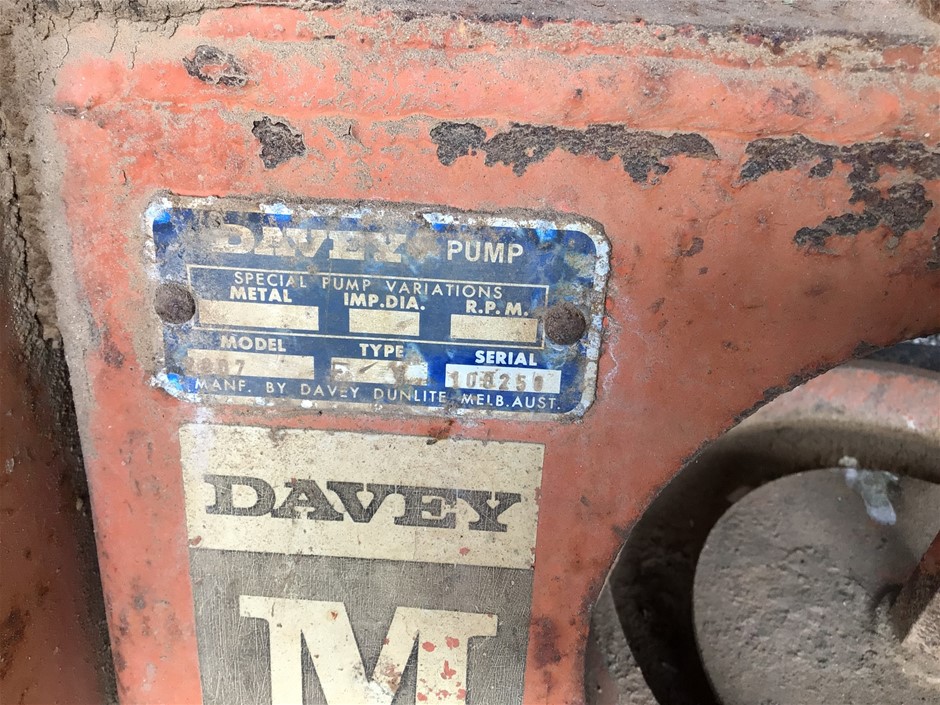 DAVEY PUMP
SPECIAL PUMP VARIATIONS
METAL IMP.DIA. R.P.M.
MODEL TYPE SERIAL
MANF. BY DAVEY DUNLITE MELB.AUST.
DAVEY
M